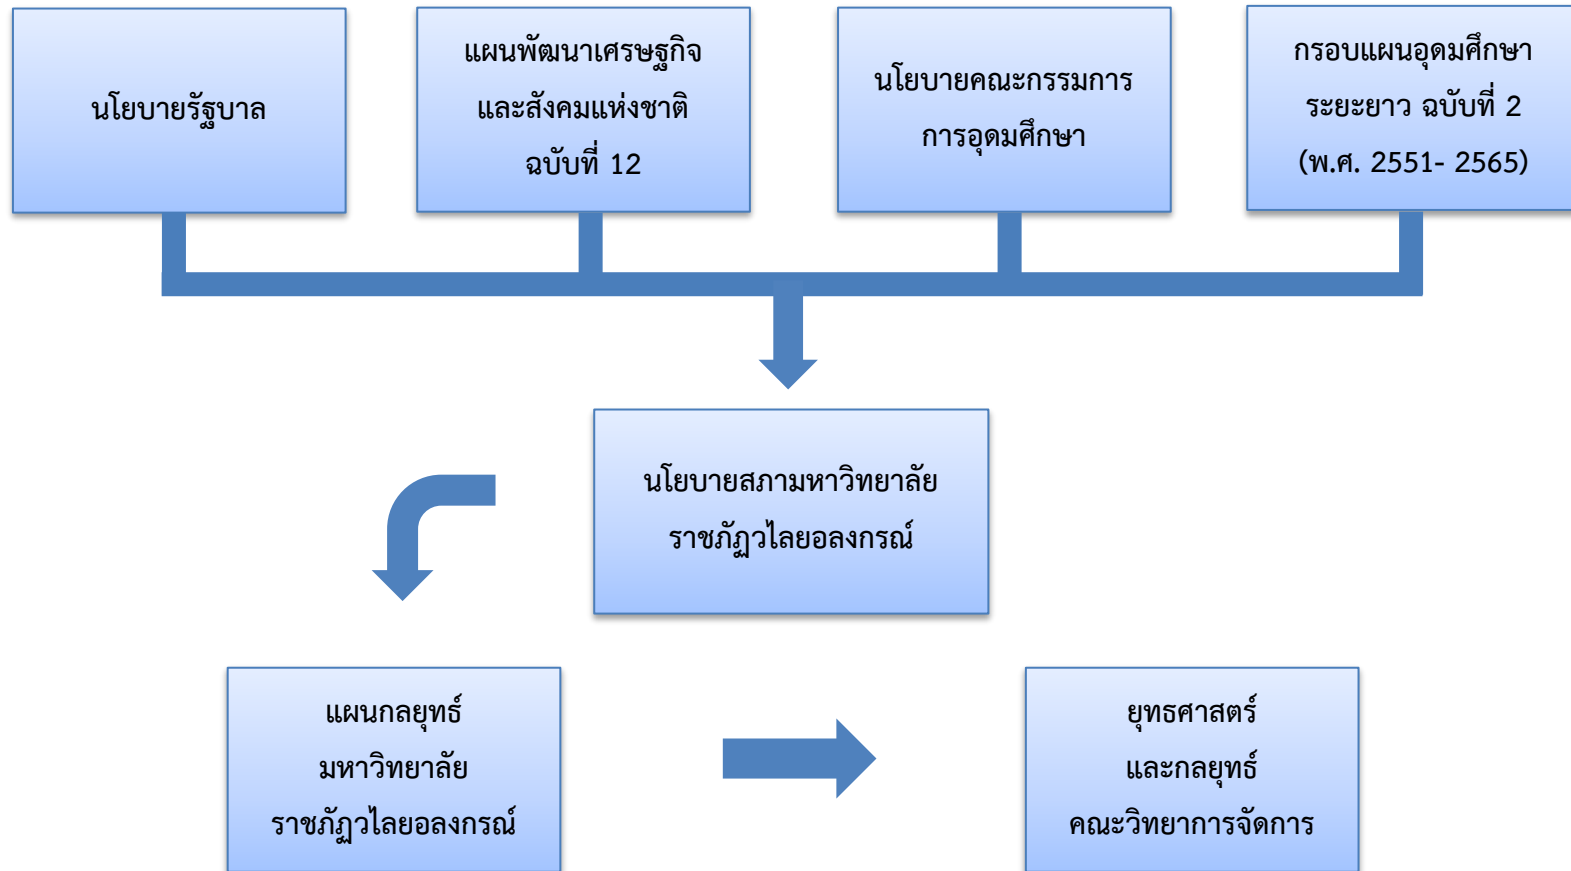 นโยบายรัฐบาล
แผนพัฒนาเศรษฐกิจ
และสังคมแห่งชาติ
ฉบับที่ 12
นโยบายคณะกรรมการ
การอุดมศึกษา
กรอบแผนอุดมศึกษา
ระยะยาว ฉบับที่ 2
(พ.ศ. 2551- 2565)
นโยบายสภามหาวิทยาลัย
ราชภัฏวไลยอลงกรณ์
แผนกลยุทธ์
มหาวิทยาลัย
ราชภัฏวไลยอลงกรณ์
ยุทธศาสตร์
และกลยุทธ์
คณะวิทยาการจัดการ